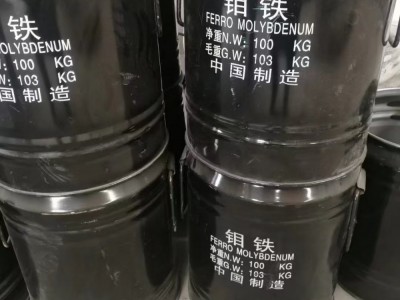 铁
MOLYBDENUM
W: 100 KG
W: 103 KG
中国制造
钼 铁
FERRO MOLYBDENUM
净重N.W: 100 KG
毛重G.W: 103 KG
中国制造
钼 铁
FERRO MOLYBDENUM
净重N.W: 100 KG
毛重G.W: 103 KG
中国制造